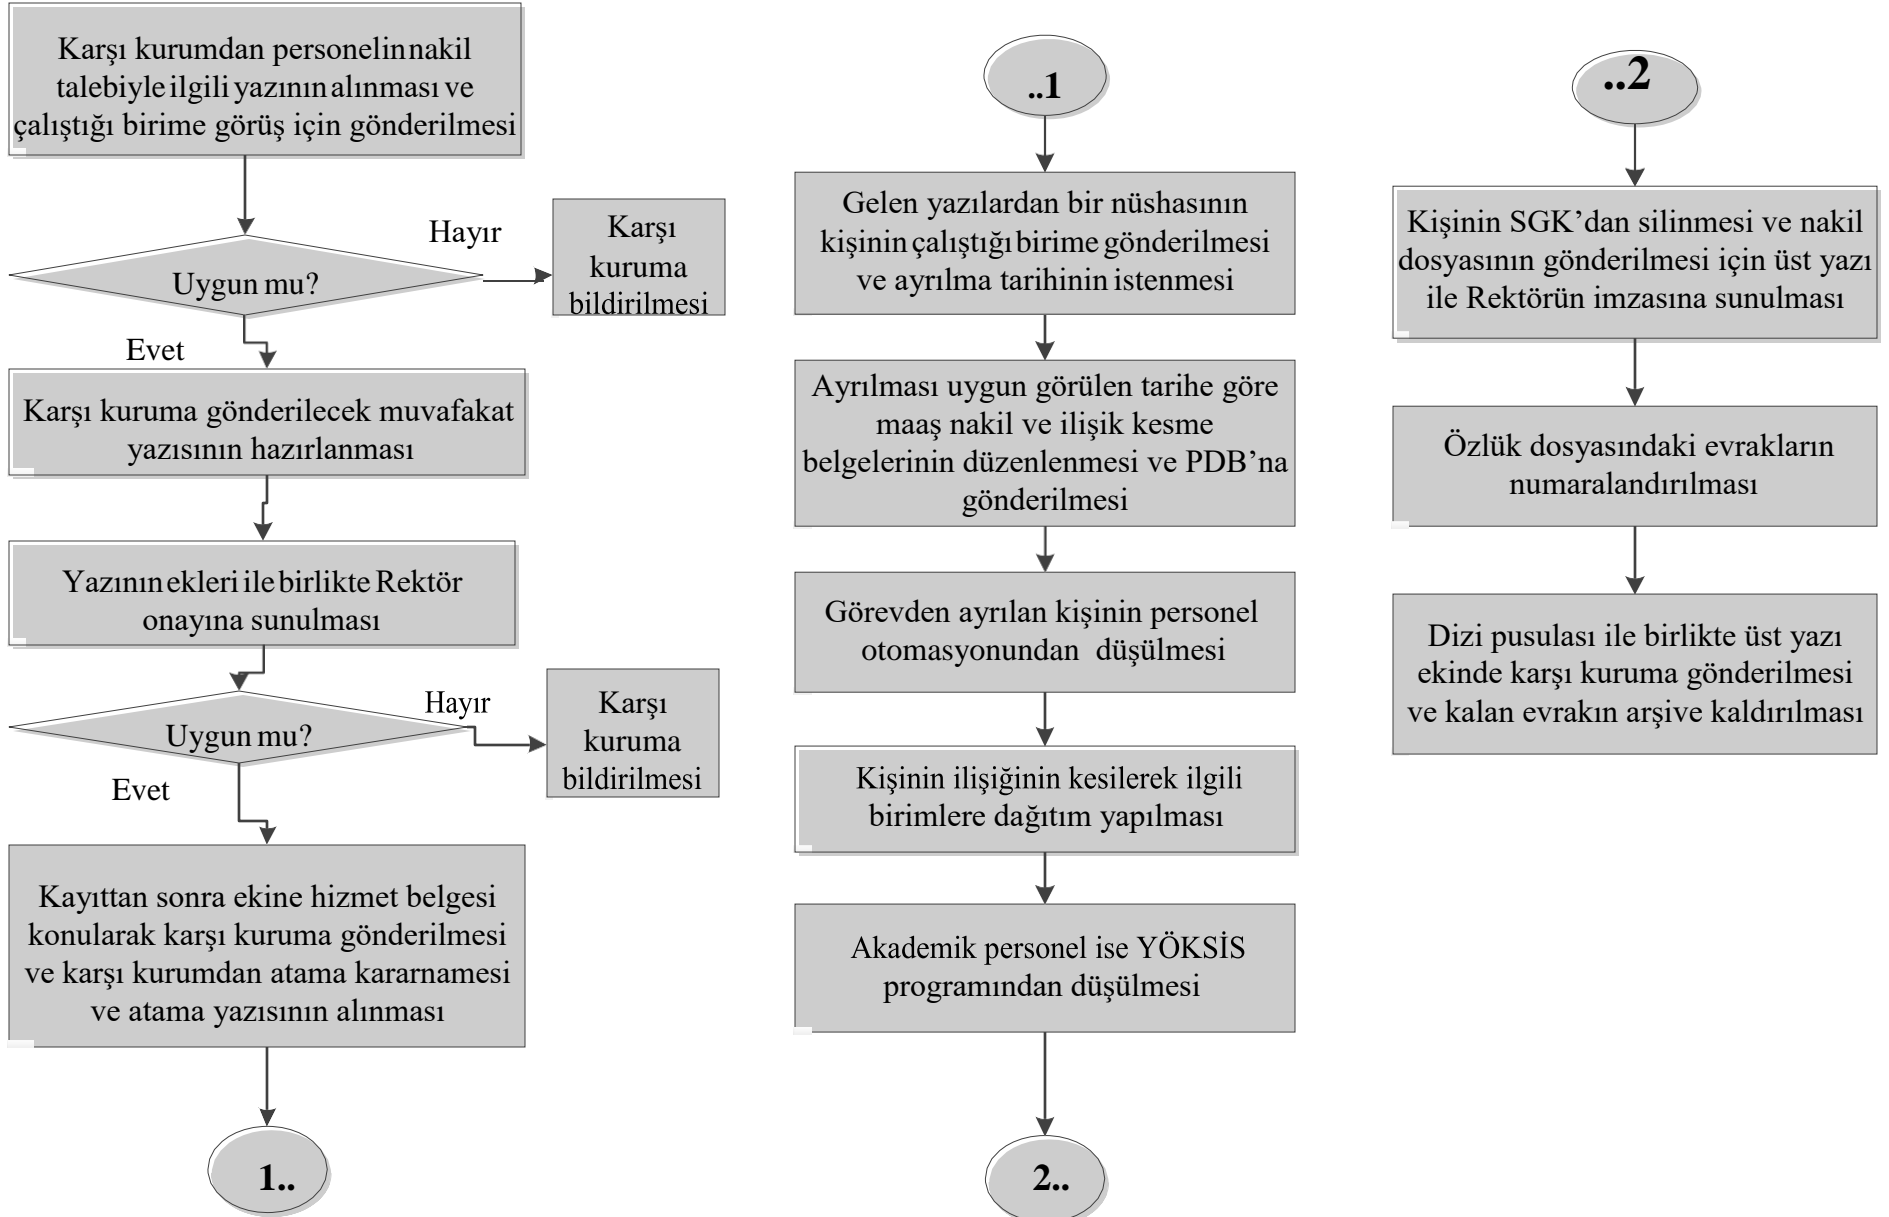 Karşı kurumdan personelin nakil
talebiyle ilgili yazının alınması ve
çalıştığı birime görüş için gönderilmesi
Uygun mu?
Hayır
Karşı
kuruma
bildirilmesi
Evet
Karşı kuruma gönderilecek muvafakat
yazısının hazırlanması
Yazının ekleri ile birlikte Rektör
onayına sunulması
Uygun mu?
Hayır
Karşı
kuruma
bildirilmesi
Evet
Kayıttan sonra ekine hizmet belgesi
konularak karşı kuruma gönderilmesi
ve karşı kurumdan atama kararnamesi
ve atama yazısının alınması
1..
..1
Gelen yazılardan bir nüshasının
kişinin çalıştığı birime gönderilmesi
ve ayrılma tarihinin istenmesi
Ayrılması uygun görülen tarihe göre
maaş nakil ve ilişik kesme
belgelerinin düzenlenmesi ve PDB’na
gönderilmesi
Görevden ayrılan kişinin personel
otomasyonundan düşülmesi
Kişinin ilişiğinin kesilerek ilgili
birimlere dağıtım yapılması
Akademik personel ise YÖKSİS
programından düşülmesi
2..
..2
Kişinin SGK’dan silinmesi ve nakil
dosyasının gönderilmesi için üst yazı
ile Rektörün imzasına sunulması
Özlük dosyasındaki evrakların
numaralandırılması
Dizi pusulası ile birlikte üst yazı
ekinde karşı kuruma gönderilmesi
ve kalan evrakın arşive kaldırılması